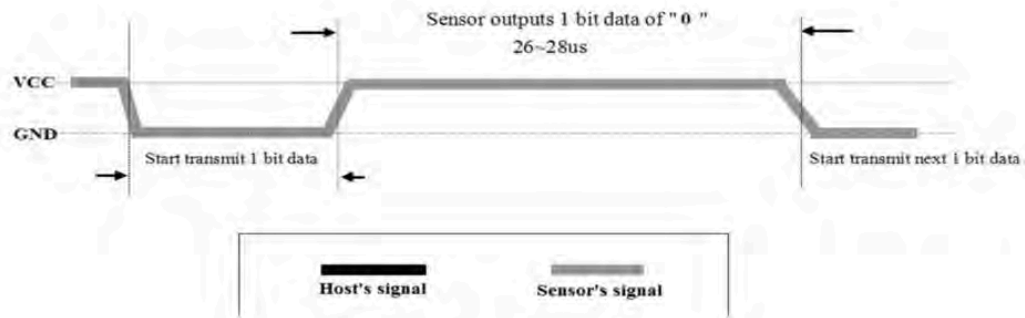 Sensor outputs 1 bit data of " 0 "
26~28us
VCC
GND
Start transmit 1 bit data
Start transmit next 1 bit data
Host's signal
Sensor's signal